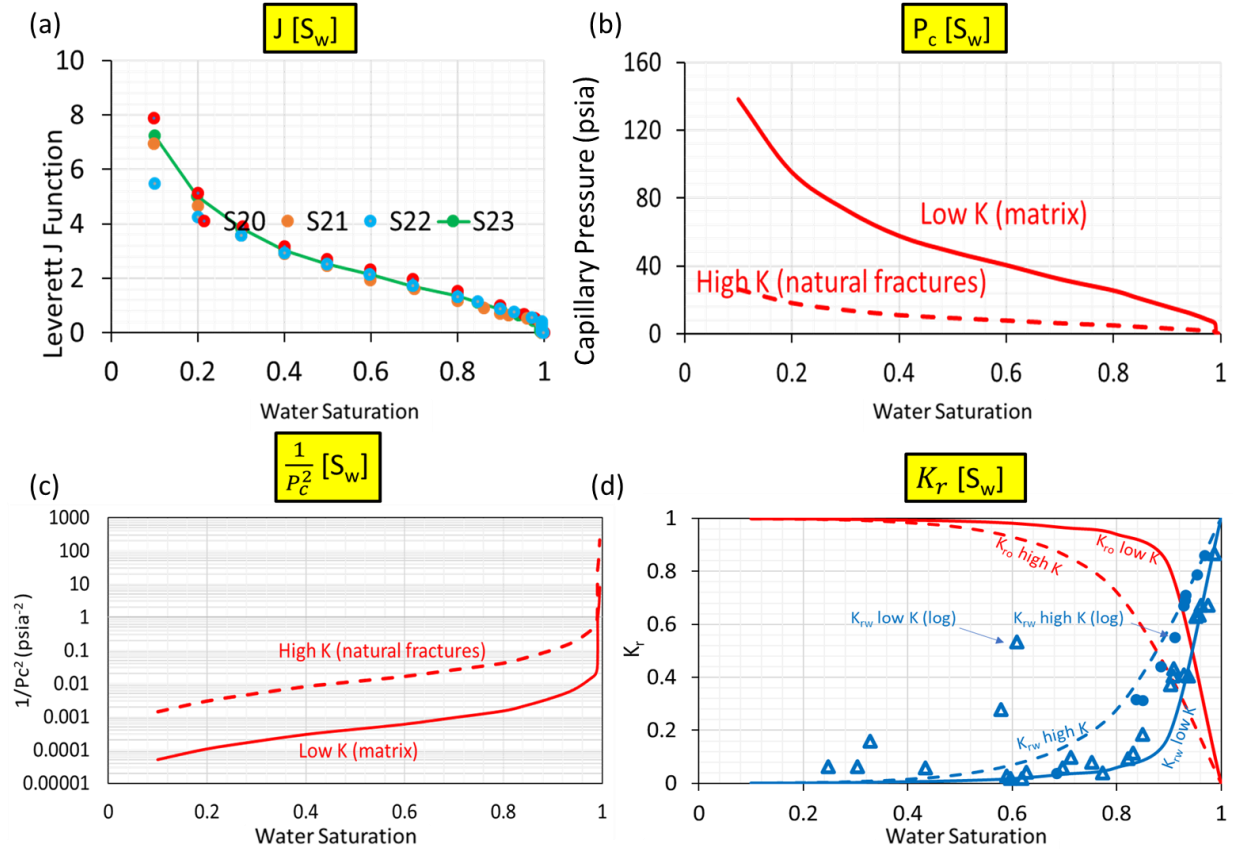 (a)
J [Sw]
10
8
6
4
2
0
Leverett J Function
S20 S21 S22 S23
0 0.2 0.4 0.6 0.8 1
Water Saturation
(b)
Pc [Sw]
160
120
80
40
0
Capillary Pressure (psia)
Low K (matrix)
High K (natural fractures)
0 0.2 0.4 0.6 0.8 1
Water Saturation
(c)
1/Pc² [Sw]
1000
100
10
1
0.1
0.01
0.001
0.0001
0.00001
1/Pc² (psia⁻²)
High K (natural fractures)
Low K (matrix)
0 0.2 0.4 0.6 0.8 1
Water Saturation
(d)
Kr [Sw]
1
0.8
0.6
0.4
0.2
0
Kr
Kro high K
Kro low K
Krw low K (log)
Krw high K (log)
Krw high K
Krw low K
0 0.2 0.4 0.6 0.8 1
Water Saturation